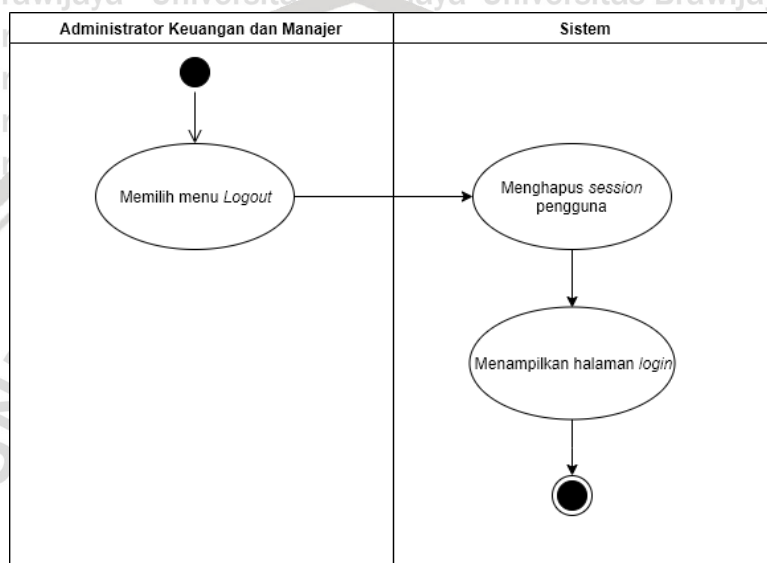 Administrator Keuangan dan Manajer
Sistem
Memilih menu Logout
Menghapus session
pengguna
Menampilkan halaman login